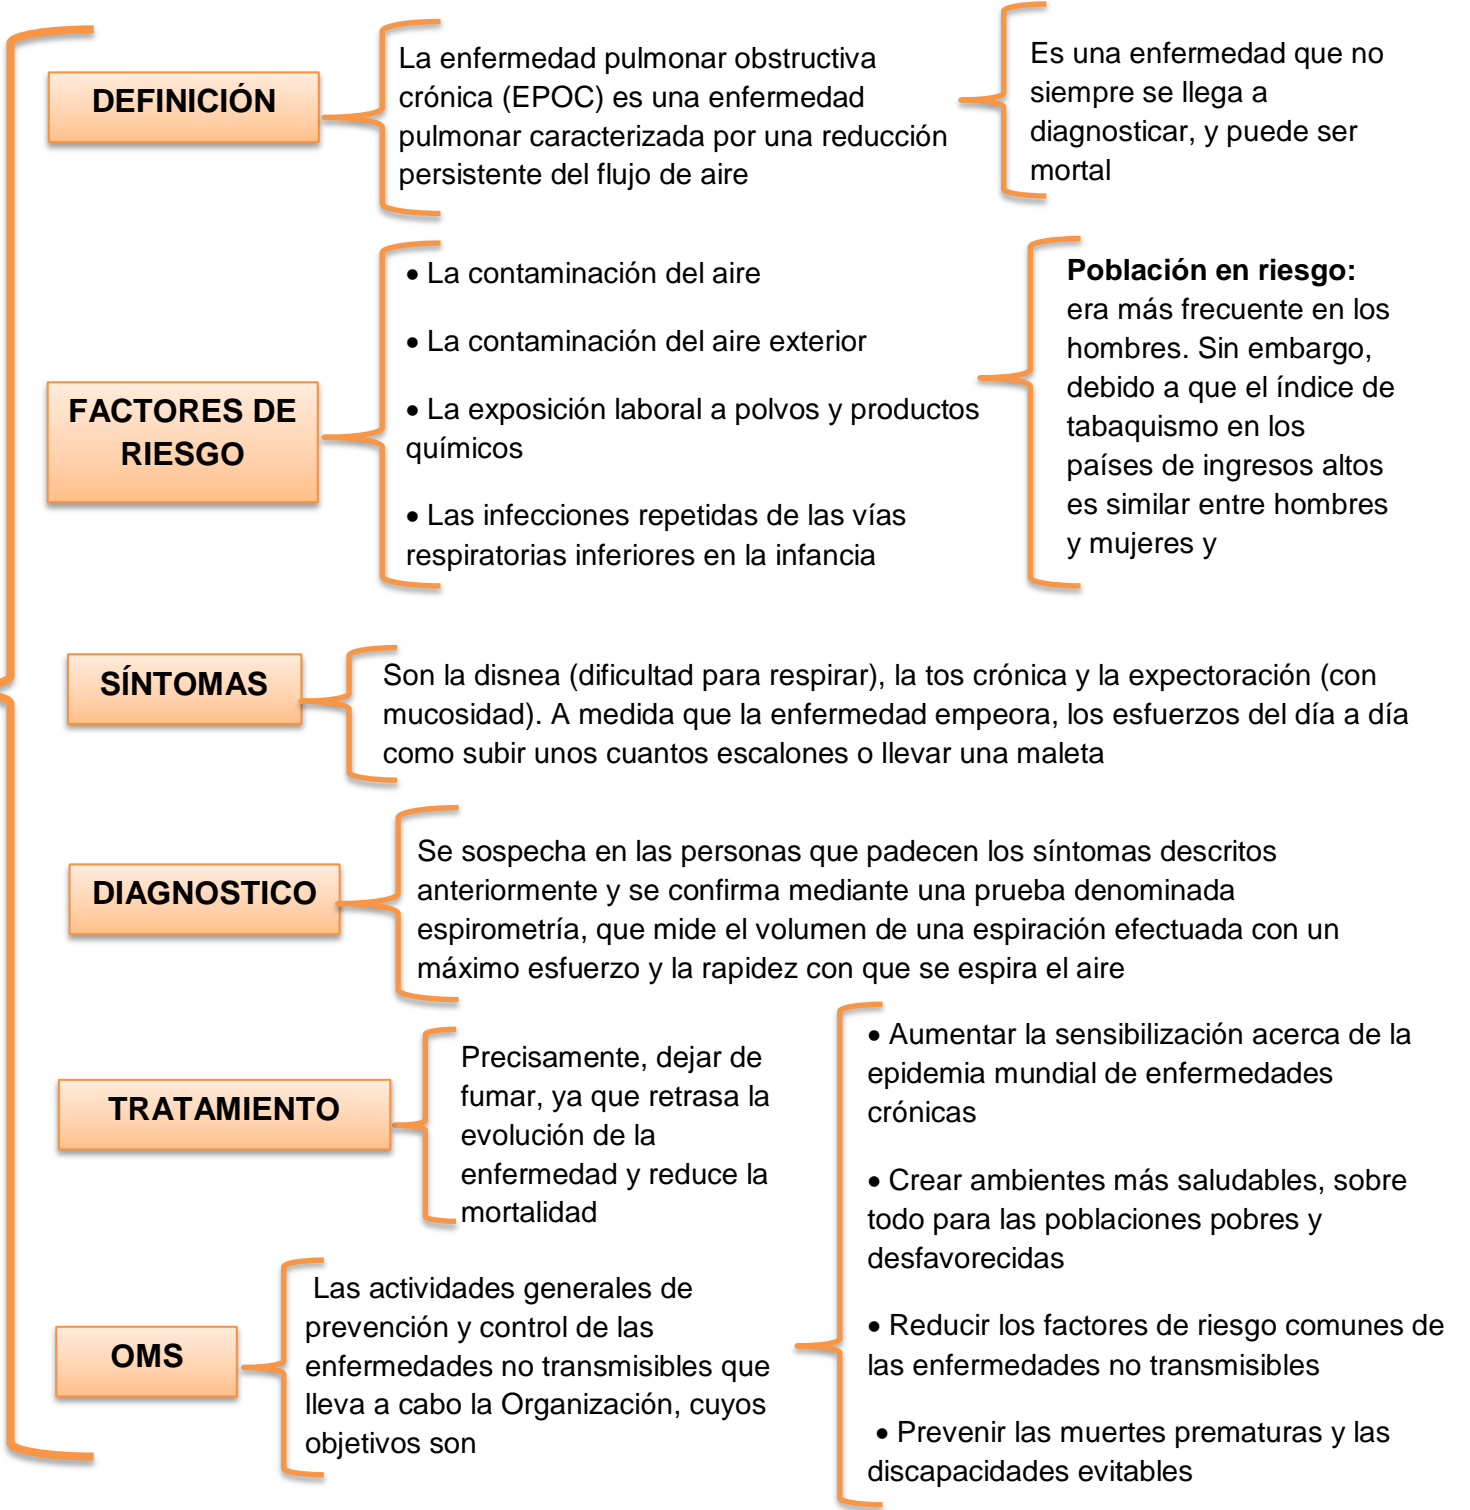 DEFINICIÓN
La enfermedad pulmonar obstructiva
crónica (EPOC) es una enfermedad
pulmonar caracterizada por una reducción
persistente del flujo de aire
Es una enfermedad que no
siempre se llega a
diagnosticar, y puede ser
mortal
FACTORES DE
RIESGO
• La contaminación del aire
• La contaminación del aire exterior
• La exposición laboral a polvos y productos
químicos
• Las infecciones repetidas de las vías
respiratorias inferiores en la infancia
Población en riesgo:
era más frecuente en los
hombres. Sin embargo,
debido a que el índice de
tabaquismo en los
países de ingresos altos
es similar entre hombres
y mujeres y
SÍNTOMAS
Son la disnea (dificultad para respirar), la tos crónica y la expectoración (con
mucosidad). A medida que la enfermedad empeora, los esfuerzos del día a día
como subir unos cuantos escalones o llevar una maleta
DIAGNOSTICO
Se sospecha en las personas que padecen los síntomas descritos
anteriormente y se confirma mediante una prueba denominada
espirometría, que mide el volumen de una espiración efectuada con un
máximo esfuerzo y la rapidez con que se espira el aire
TRATAMIENTO
Precisamente, dejar de
fumar, ya que retrasa la
evolución de la
enfermedad y reduce la
mortalidad
OMS
Las actividades generales de
prevención y control de las
enfermedades no transmisibles que
lleva a cabo la Organización, cuyos
objetivos son
• Aumentar la sensibilización acerca de la
epidemia mundial de enfermedades
crónicas
• Crear ambientes más saludables, sobre
todo para las poblaciones pobres y
desfavorecidas
• Reducir los factores de riesgo comunes de
las enfermedades no transmisibles
• Prevenir las muertes prematuras y las
discapacidades evitables